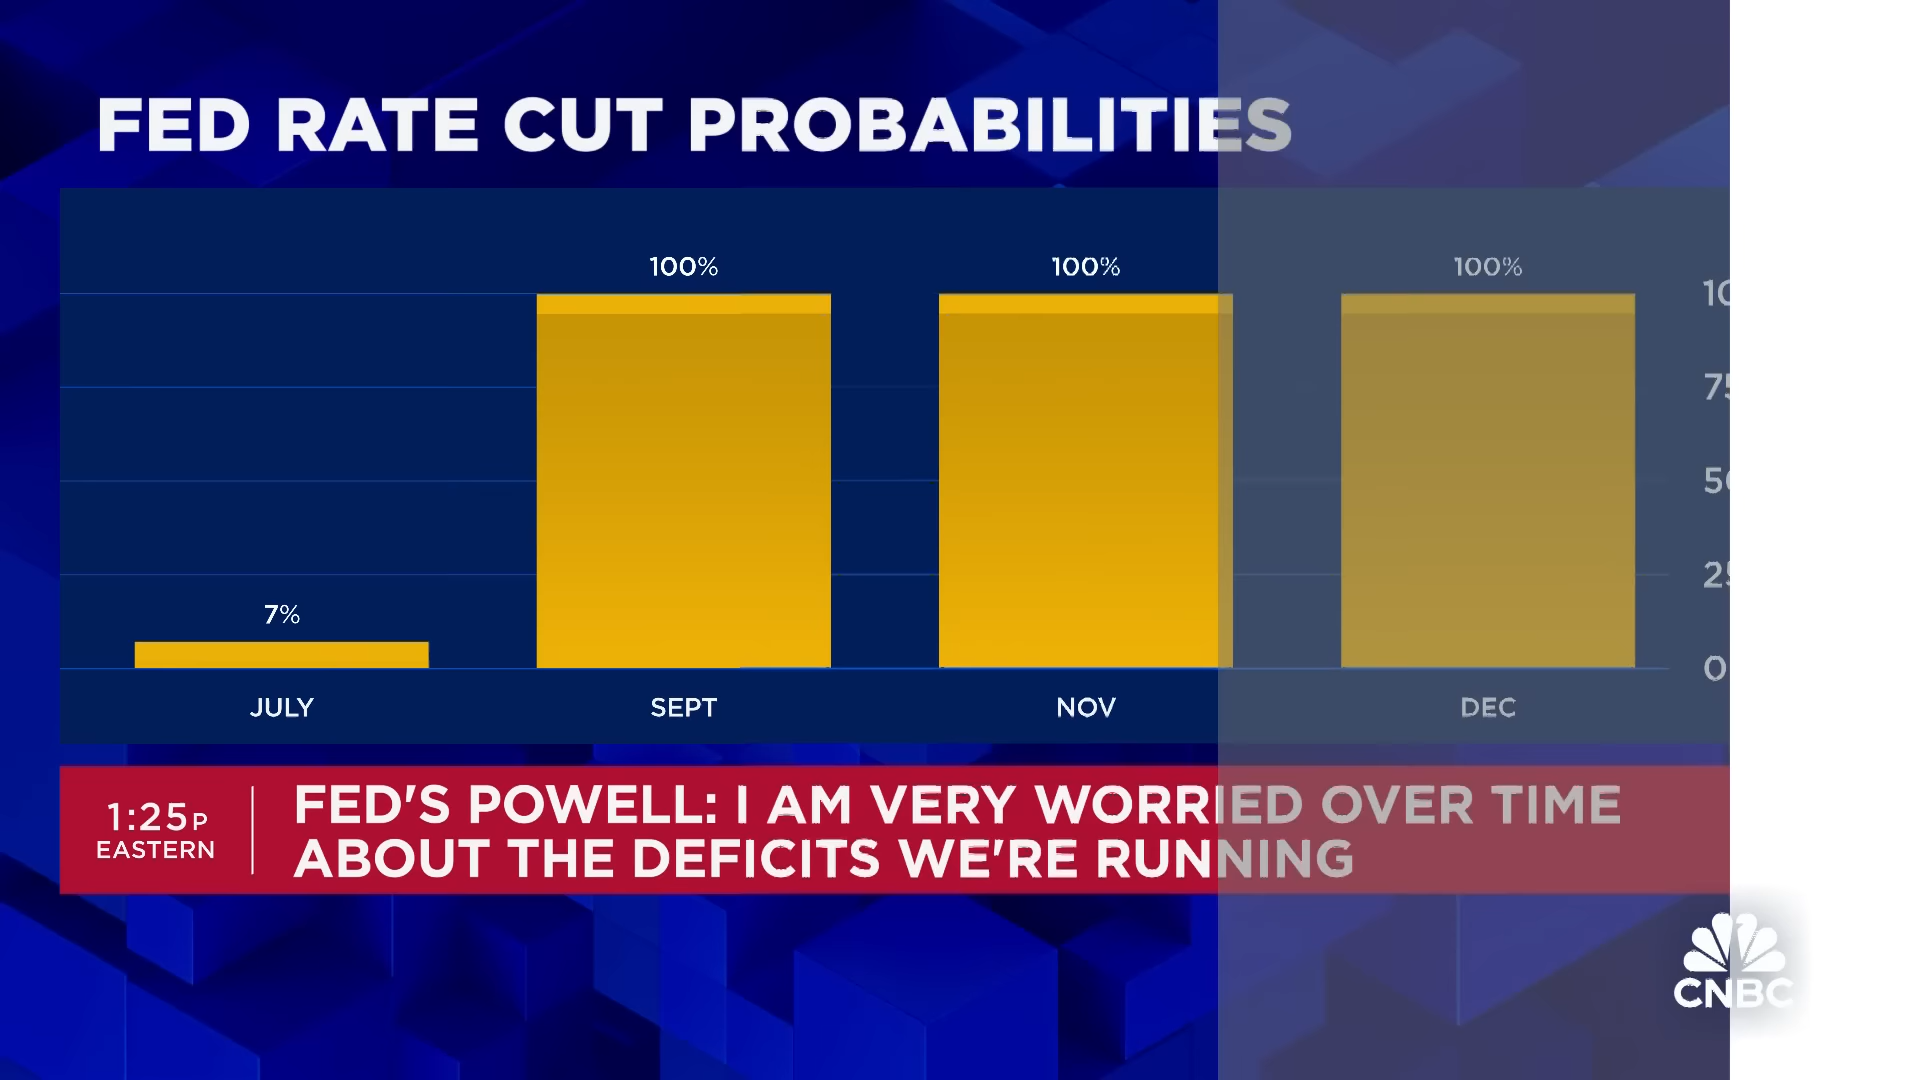 FED RATE CUT PROBABILITIES
100%
100%
100%
7%
0
JULY
SEPT
NOV
DEC
1:25P
EASTERN
FED'S POWELL: I AM VERY WORRIED OVER TIME
ABOUT THE DEFICITS WE'RE RUNNING
CNBC